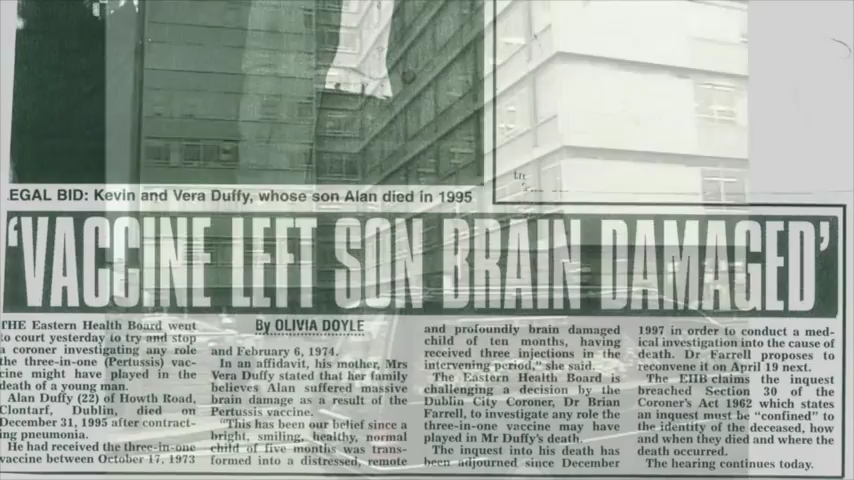 EGAL BID: Kevin and Vera Duffy, whose son Alan died in 1995
'VACCINE LEFT SON BRAIN DAMAGED'
THE Eastern Health Board went
to court yesterday to try and stop
a coroner investigating any role
the three-in-one (Pertussis) vac-
cine might have played in the
death of a young man.
Alan Duffy (22) of Howth Road,
Clontarf, Dublin, died on
December 31, 1995 after contract-
ing pneumonia.
He had received the three-in-one
vaccine between October 17, 1973
By OLIVIA DOYLE
and February 6, 1974.
In an affidavit, his mother, Mrs
Vera Duffy stated that her family
believes Alan suffered massive
brain damage as a result of the
Pertussis vaccine.
"This has been our belief since a
bright, smiling, healthy, normal
child of five months was trans-
formed into a distressed, remote
and profoundly brain damaged
child of ten months, having
received three injections in the
intervening period," she said.
The Eastern Health Board is
challenging a decision by the
Dublin City Coroner, Dr Brian
Farrell, to investigate any role the
three-in-one vaccine may have
played in Mr Duffy's death.
The inquest into his death has
been adjourned since December
1997 in order to conduct a med-
ical investigation into the cause of
death. Dr Farrell proposes to
reconvene it on April 19 next.
The EHB claims the inquest
breached Section 30 of the
Coroner's Act 1962 which states
an inquest must be "confined" to
the identity of the deceased, how
and when they died and where the
death occurred.
The hearing continues today.